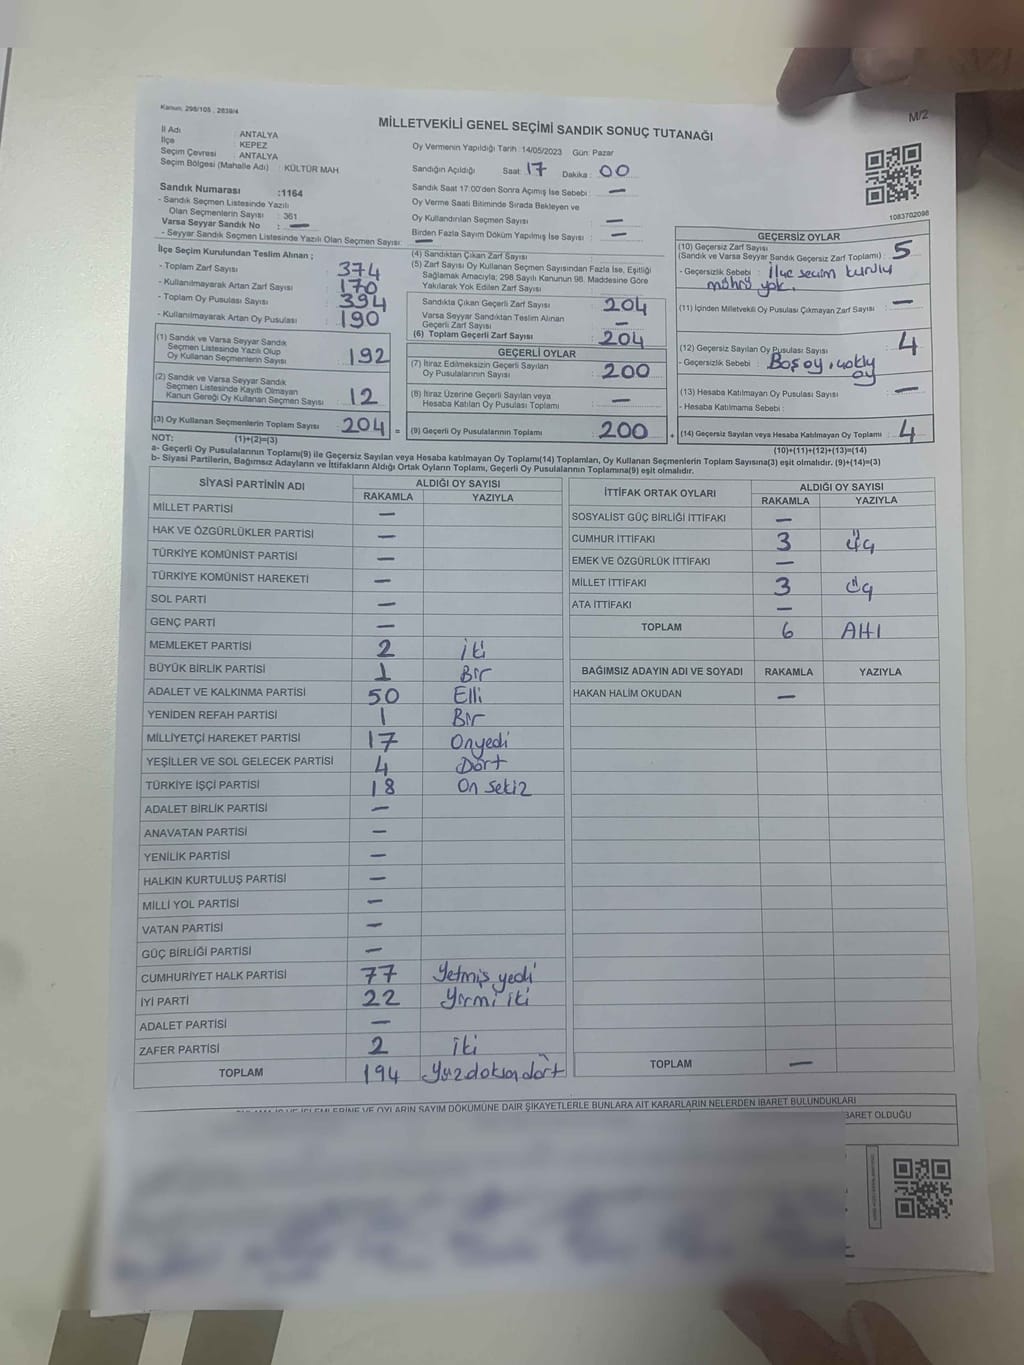 Kanun: 298/105 , 2839/4
M/2
MİLLETVEKİLİ GENEL SEÇİMİ SANDIK SONUÇ TUTANAĞI
İl Adı : ANTALYA
İlçe : KEPEZ
Seçim Çevresi : ANTALYA
Seçim Bölgesi (Mahalle Adı) : KÜLTÜR MAH
Sandık Numarası :1164
- Sandık Seçmen Listesinde Yazılı
Olan Seçmenlerin Sayısı : 361
Varsa Seyyar Sandık No : —
- Seyyar Sandık Seçmen Listesinde Yazılı Olan Seçmen Sayısı: —
Oy Vermenin Yapıldığı Tarih : 14/05/2023 Gün: Pazar
Sandığın Açıldığı Saat: 17 Dakika : 00
Sandık Saat 17:00'den Sonra Açımış İse Sebebi : —
Oy Verme Saati Bitiminde Sırada Bekleyen ve
Oy Kullandırılan Seçmen Sayısı : —
Birden Fazla Sayım Döküm Yapılmış İse Sayısı : —
1083702098
İlçe Seçim Kurulundan Teslim Alınan ;
- Toplam Zarf Sayısı 374
- Kullanılmayarak Artan Zarf Sayısı 170
- Toplam Oy Pusulası Sayısı 394
- Kullanılmayarak Artan Oy Pusulası 190
(1) Sandık ve Varsa Seyyar Sandık
Seçmen Listesinde Yazılı Olup
Oy Kullanan Seçmenlerin Sayısı 192
(2) Sandık ve Varsa Seyyar Sandık
Seçmen Listesinde Kayıtlı Olmayan
Kanun Gereği Oy Kullanan Seçmen Sayısı 12
(3) Oy Kullanan Seçmenlerin Toplam Sayısı 204 =
(4) Sandıktan Çıkan Zarf Sayısı :
(5) Zarf Sayısı Oy Kullanan Seçmen Sayısından Fazla İse, Eşitliği
Sağlamak Amacıyla; 298 Sayılı Kanunun 98. Maddesine Göre
Yakılarak Yok Edilen Zarf Sayısı
Sandıkta Çıkan Geçerli Zarf Sayısı 204
Varsa Seyyar Sandıktan Teslim Alınan
Geçerli Zarf Sayısı —
(6) Toplam Geçerli Zarf Sayısı 204
GEÇERLİ OYLAR
(7) İtiraz Edilmeksizin Geçerli Sayılan
Oy Pusulalarının Sayısı 200
(8) İtiraz Üzerine Geçerli Sayılan veya
Hesaba Katılan Oy Pusulası Toplamı —
(9) Geçerli Oy Pusulalarının Toplamı 200 +
GEÇERSİZ OYLAR
(10) Geçersiz Zarf Sayısı
(Sandık ve Varsa Seyyar Sandık Geçersiz Zarf Toplamı) : 5
- Geçersizlik Sebebi : İlçe seçim kurulu
mührü yok.
(11) İçinden Milletvekili Oy Pusulası Çıkmayan Zarf Sayısı : —
(12) Geçersiz Sayılan Oy Pusulası Sayısı 4
- Geçersizlik Sebebi : Boş oy,
oy
(13) Hesaba Katılmayan Oy Pusulası Sayısı —
- Hesaba Katılmama Sebebi :
(14) Geçersiz Sayılan veya Hesaba Katılmayan Oy Toplamı : 4
NOT: (1)+(2)=(3)
(10)+(11)+(12)+(13)=(14)
a- Geçerli Oy Pusulalarının Toplamı(9) ile Geçersiz Sayılan veya Hesaba katılmayan Oy Toplamı(14) Toplamları, Oy Kullanan Seçmenlerin Toplam Sayısına(3) eşit olmalıdır. (9)+(14)=(3)
b- Siyasi Partilerin, Bağımsız Adayların ve İttifakların Aldığı Ortak Oyların Toplamı, Geçerli Oy Pusulalarının Toplamına(9) eşit olmalıdır.
SİYASİ PARTİNİN ADI ALDIĞI OY SAYISI
RAKAMLA YAZIYLA
MİLLET PARTİSİ —
HAK VE ÖZGÜRLÜKLER PARTİSİ —
TÜRKİYE KOMÜNİST PARTİSİ —
TÜRKİYE KOMÜNİST HAREKETİ —
SOL PARTİ —
GENÇ PARTİ —
MEMLEKET PARTİSİ 2 iki
BÜYÜK BİRLİK PARTİSİ 1 Bir
ADALET VE KALKINMA PARTİSİ 50 Elli
YENİDEN REFAH PARTİSİ 1 Bir
MİLLİYETÇİ HAREKET PARTİSİ 17 Onyedi
YEŞİLLER VE SOL GELECEK PARTİSİ 4 Dört
TÜRKİYE İŞÇİ PARTİSİ 18 On sekiz
ADALET BİRLİK PARTİSİ —
ANAVATAN PARTİSİ —
YENİLİK PARTİSİ —
HALKIN KURTULUŞ PARTİSİ —
MİLLİ YOL PARTİSİ —
VATAN PARTİSİ —
GÜÇ BİRLİĞİ PARTİSİ —
CUMHURİYET HALK PARTİSİ 77 Yetmiş yedi
İYİ PARTİ 22 Yirmi iki
ADALET PARTİSİ —
ZAFER PARTİSİ 2 iki
TOPLAM 194 Yüzdoksandört
İTTİFAK ORTAK OYLARI ALDIĞI OY SAYISI
RAKAMLA YAZIYLA
SOSYALİST GÜÇ BİRLİĞİ İTTİFAKI —
CUMHUR İTTİFAKI 3 üç
EMEK VE ÖZGÜRLÜK İTTİFAKI —
MİLLET İTTİFAKI 3 Üç
ATA İTTİFAKI —
TOPLAM 6 Altı
BAĞIMSIZ ADAYIN ADI VE SOYADI RAKAMLA YAZIYLA
HAKAN HALİM OKUDAN —
TOPLAM —
VE OYLARIN SAYIM DÖKÜMÜNE DAİR ŞİKAYETLERLE BUNLARA AİT KARARLARIN NELERDEN İBARET BULUNDUKLARI
İBARET OLDUĞU